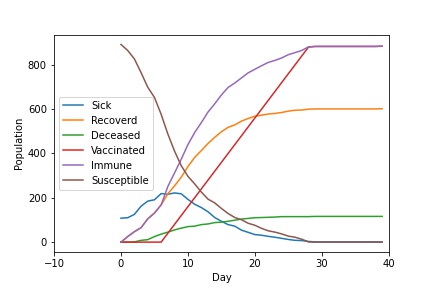 800
600
400
200
0
Population
Sick
Recoverd
Deceased
Vaccinated
Immune
Susceptible
-10 0 10 20 30 40
Day